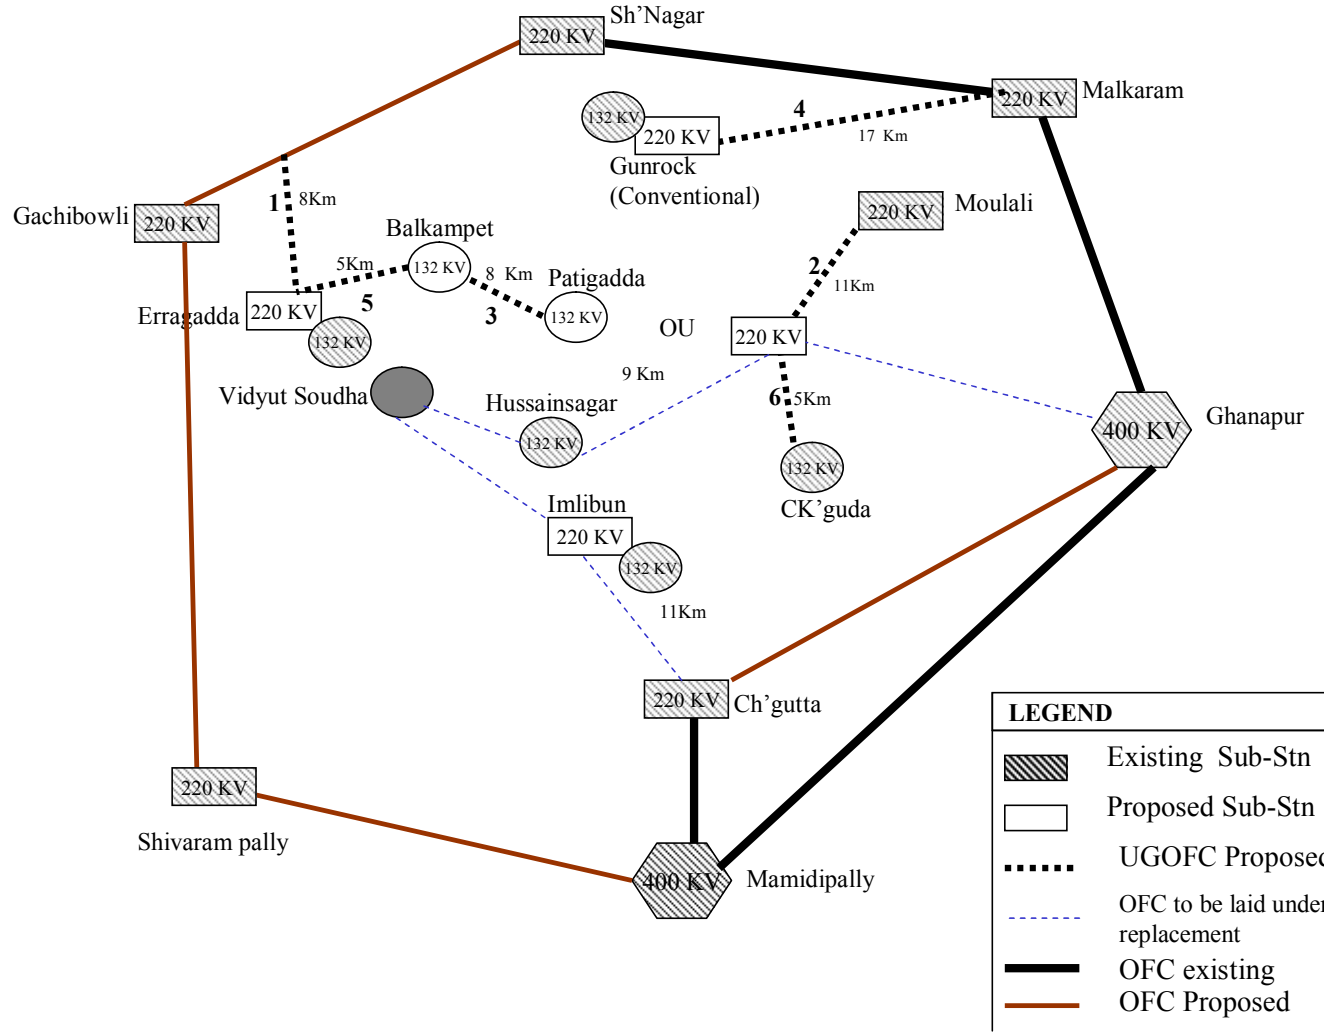 Sh’Nagar
220 KV
220 KV
Malkaram
4
17 Km
132 KV
220 KV
Gunrock
(Conventional)
1
8Km
Gachibowli
220 KV
220 KV
Moulali
Balkampet
5Km
132 KV
8 Km
3
Patigadda
132 KV
2
11Km
Erragadda
220 KV
5
132 KV
OU
220 KV
9 Km
Vidyut Soudha
Hussainsagar
132 KV
6
5Km
132 KV
CK’guda
400 KV
Ghanapur
Imlibun
220 KV
132 KV
11Km
220 KV
Ch’gutta
220 KV
Shivaram pally
400 KV
Mamidipally
LEGEND
Existing Sub-Stn
Proposed Sub-Stn
UGOFC Proposed
OFC to be laid under
replacement
OFC existing
OFC Proposed